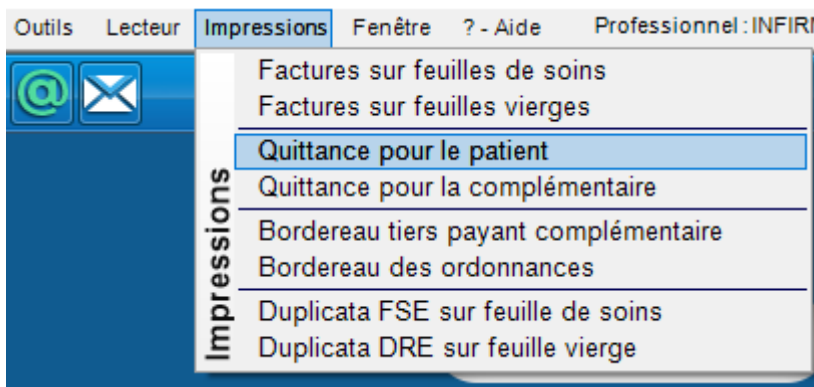 Outils Lecteur Impressions Fenêtre ? - Aide Professionnel : INFIR
Factures sur feuilles de soins
Factures sur feuilles vierges
Quittance pour le patient
Quittance pour la complémentaire
Bordereau tiers payant complémentaire
Bordereau des ordonnances
Duplicata FSE sur feuille de soins
Duplicata DRE sur feuille vierge
Impressions